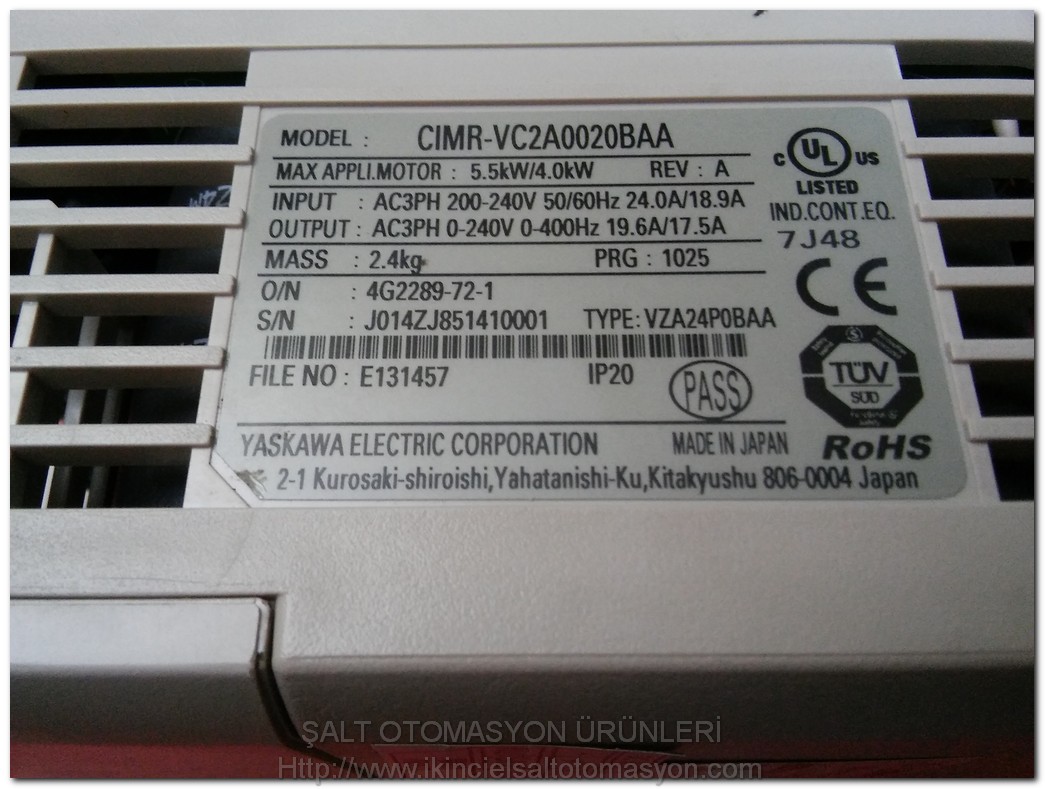 MODEL : CIMR-VC2A0020BAA
MAX APPLI.MOTOR : 5.5kW/4.0kW REV : A
INPUT : AC3PH 200-240V 50/60Hz 24.0A/18.9A
OUTPUT : AC3PH 0-240V 0-400Hz 19.6A/17.5A
MASS : 2.4kg PRG : 1025
O/N : 4G2289-72-1
S/N : J014ZJ851410001 TYPE: VZA24P0BAA
FILE NO : E131457 IP20 PASS
YASKAWA ELECTRIC CORPORATION MADE IN JAPAN
2-1 Kurosaki-shiroishi, Yahatanishi-Ku, Kitakyushu 806-0004 Japan
C UL US
LISTED
IND.CONT.EQ.
7J48
CE
TÜV
SÜD
RoHS
ŞALT OTOMASYON ÜRÜNLERİ
Http://www.ikincielsaltotomasyon.com